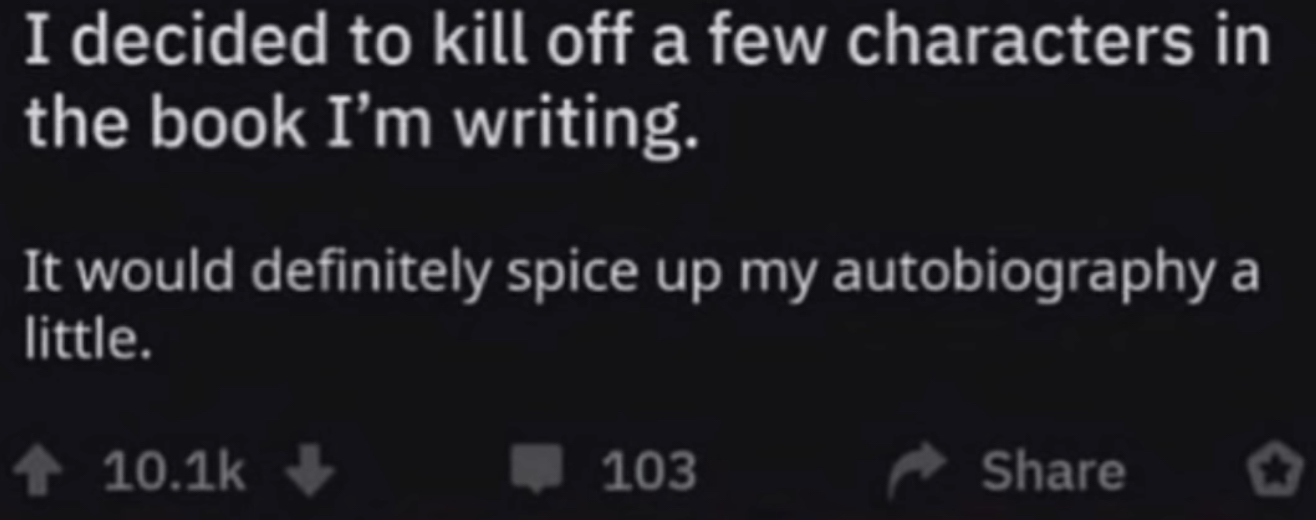 I decided to kill off a few characters in
the book I’m writing.
It would definitely spice up my autobiography a
little.
10.1k 103 Share